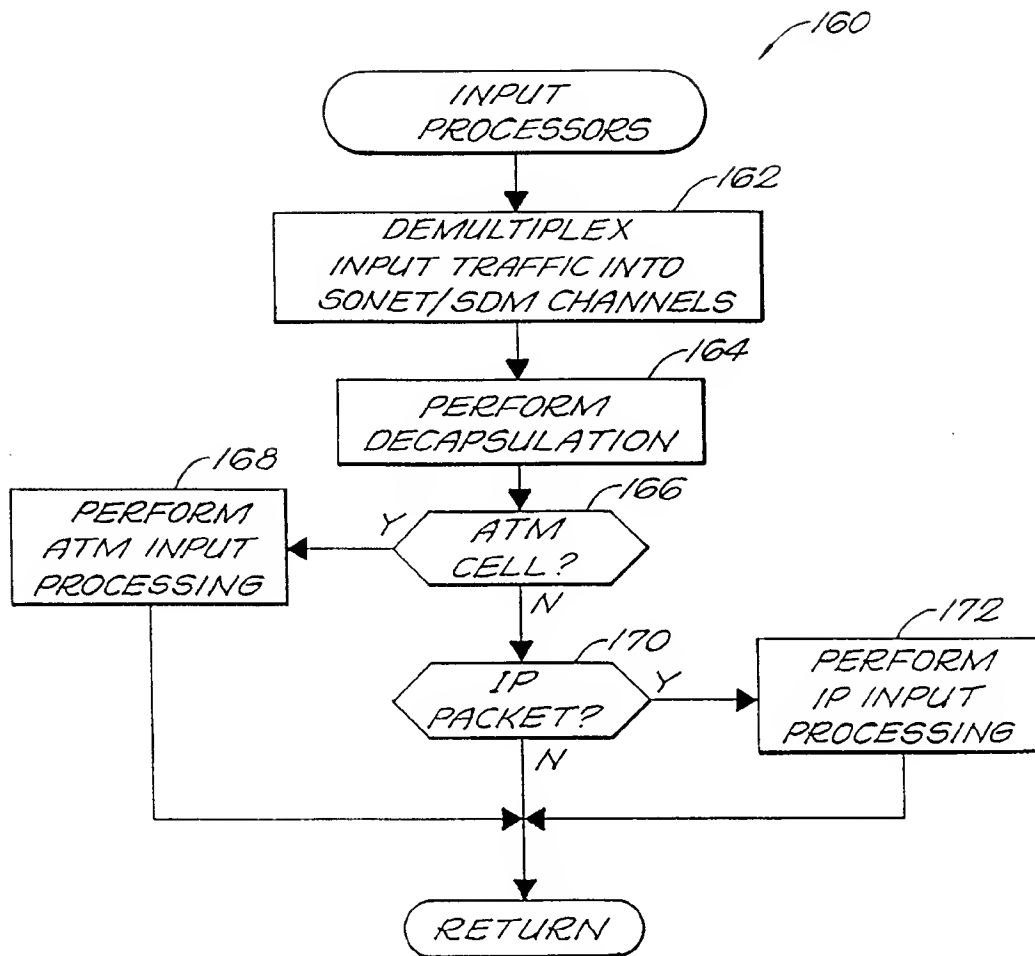 160
INPUT
PROCESSORS
162
DEMULTIPLEX
INPUT TRAFFIC INTO
SONET/SDM CHANNELS
164
PERFORM
DECAPSULATION
166
ATM
CELL?
Y
N
168
PERFORM
ATM INPUT
PROCESSING
170
IP
PACKET?
Y
N
172
PERFORM
IP INPUT
PROCESSING
RETURN